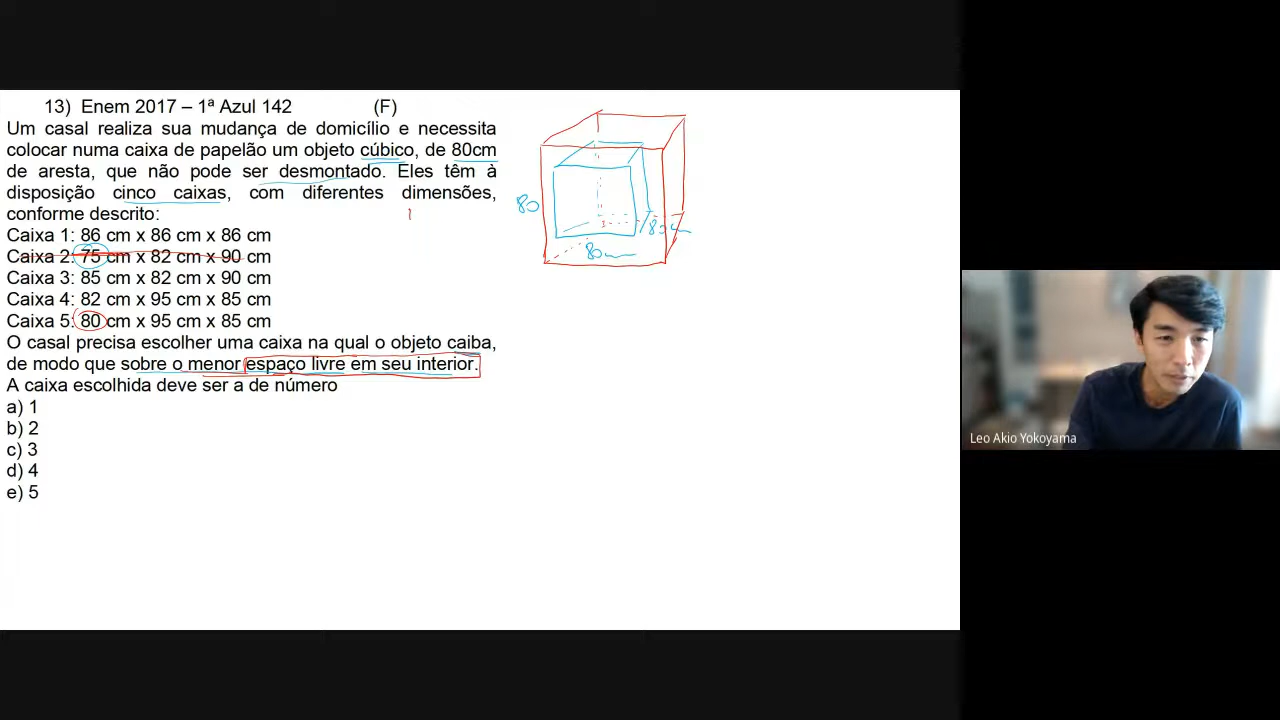 13) Enem 2017 – 1ª Azul 142 (F)
Um casal realiza sua mudança de domicílio e necessita
colocar numa caixa de papelão um objeto cúbico, de 80cm
de aresta, que não pode ser desmontado. Eles têm à
disposição cinco caixas, com diferentes dimensões,
conforme descrito:
Caixa 1: 86 cm x 86 cm x 86 cm
Caixa 2: 75 cm x 82 cm x 90 cm
Caixa 3: 85 cm x 82 cm x 90 cm
Caixa 4: 82 cm x 95 cm x 85 cm
Caixa 5: 80 cm x 95 cm x 85 cm
O casal precisa escolher uma caixa na qual o objeto caiba,
de modo que sobre o menor espaço livre em seu interior.
A caixa escolhida deve ser a de número
a) 1
b) 2
c) 3
d) 4
e) 5
80
80cm
80cm
Leo Akio Yokoyama